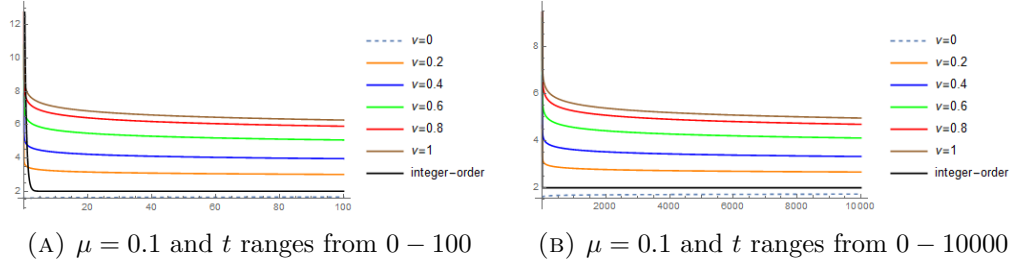 12
10
8
6
4
2
20 40 60 80 100
v=0
v=0.2
v=0.4
v=0.6
v=0.8
v=1
integer-order
8
6
4
2
2000 4000 6000 8000 10000
v=0
v=0.2
v=0.4
v=0.6
v=0.8
v=1
integer-order
(A) μ = 0.1 and t ranges from 0 − 100
(B) μ = 0.1 and t ranges from 0 − 10000